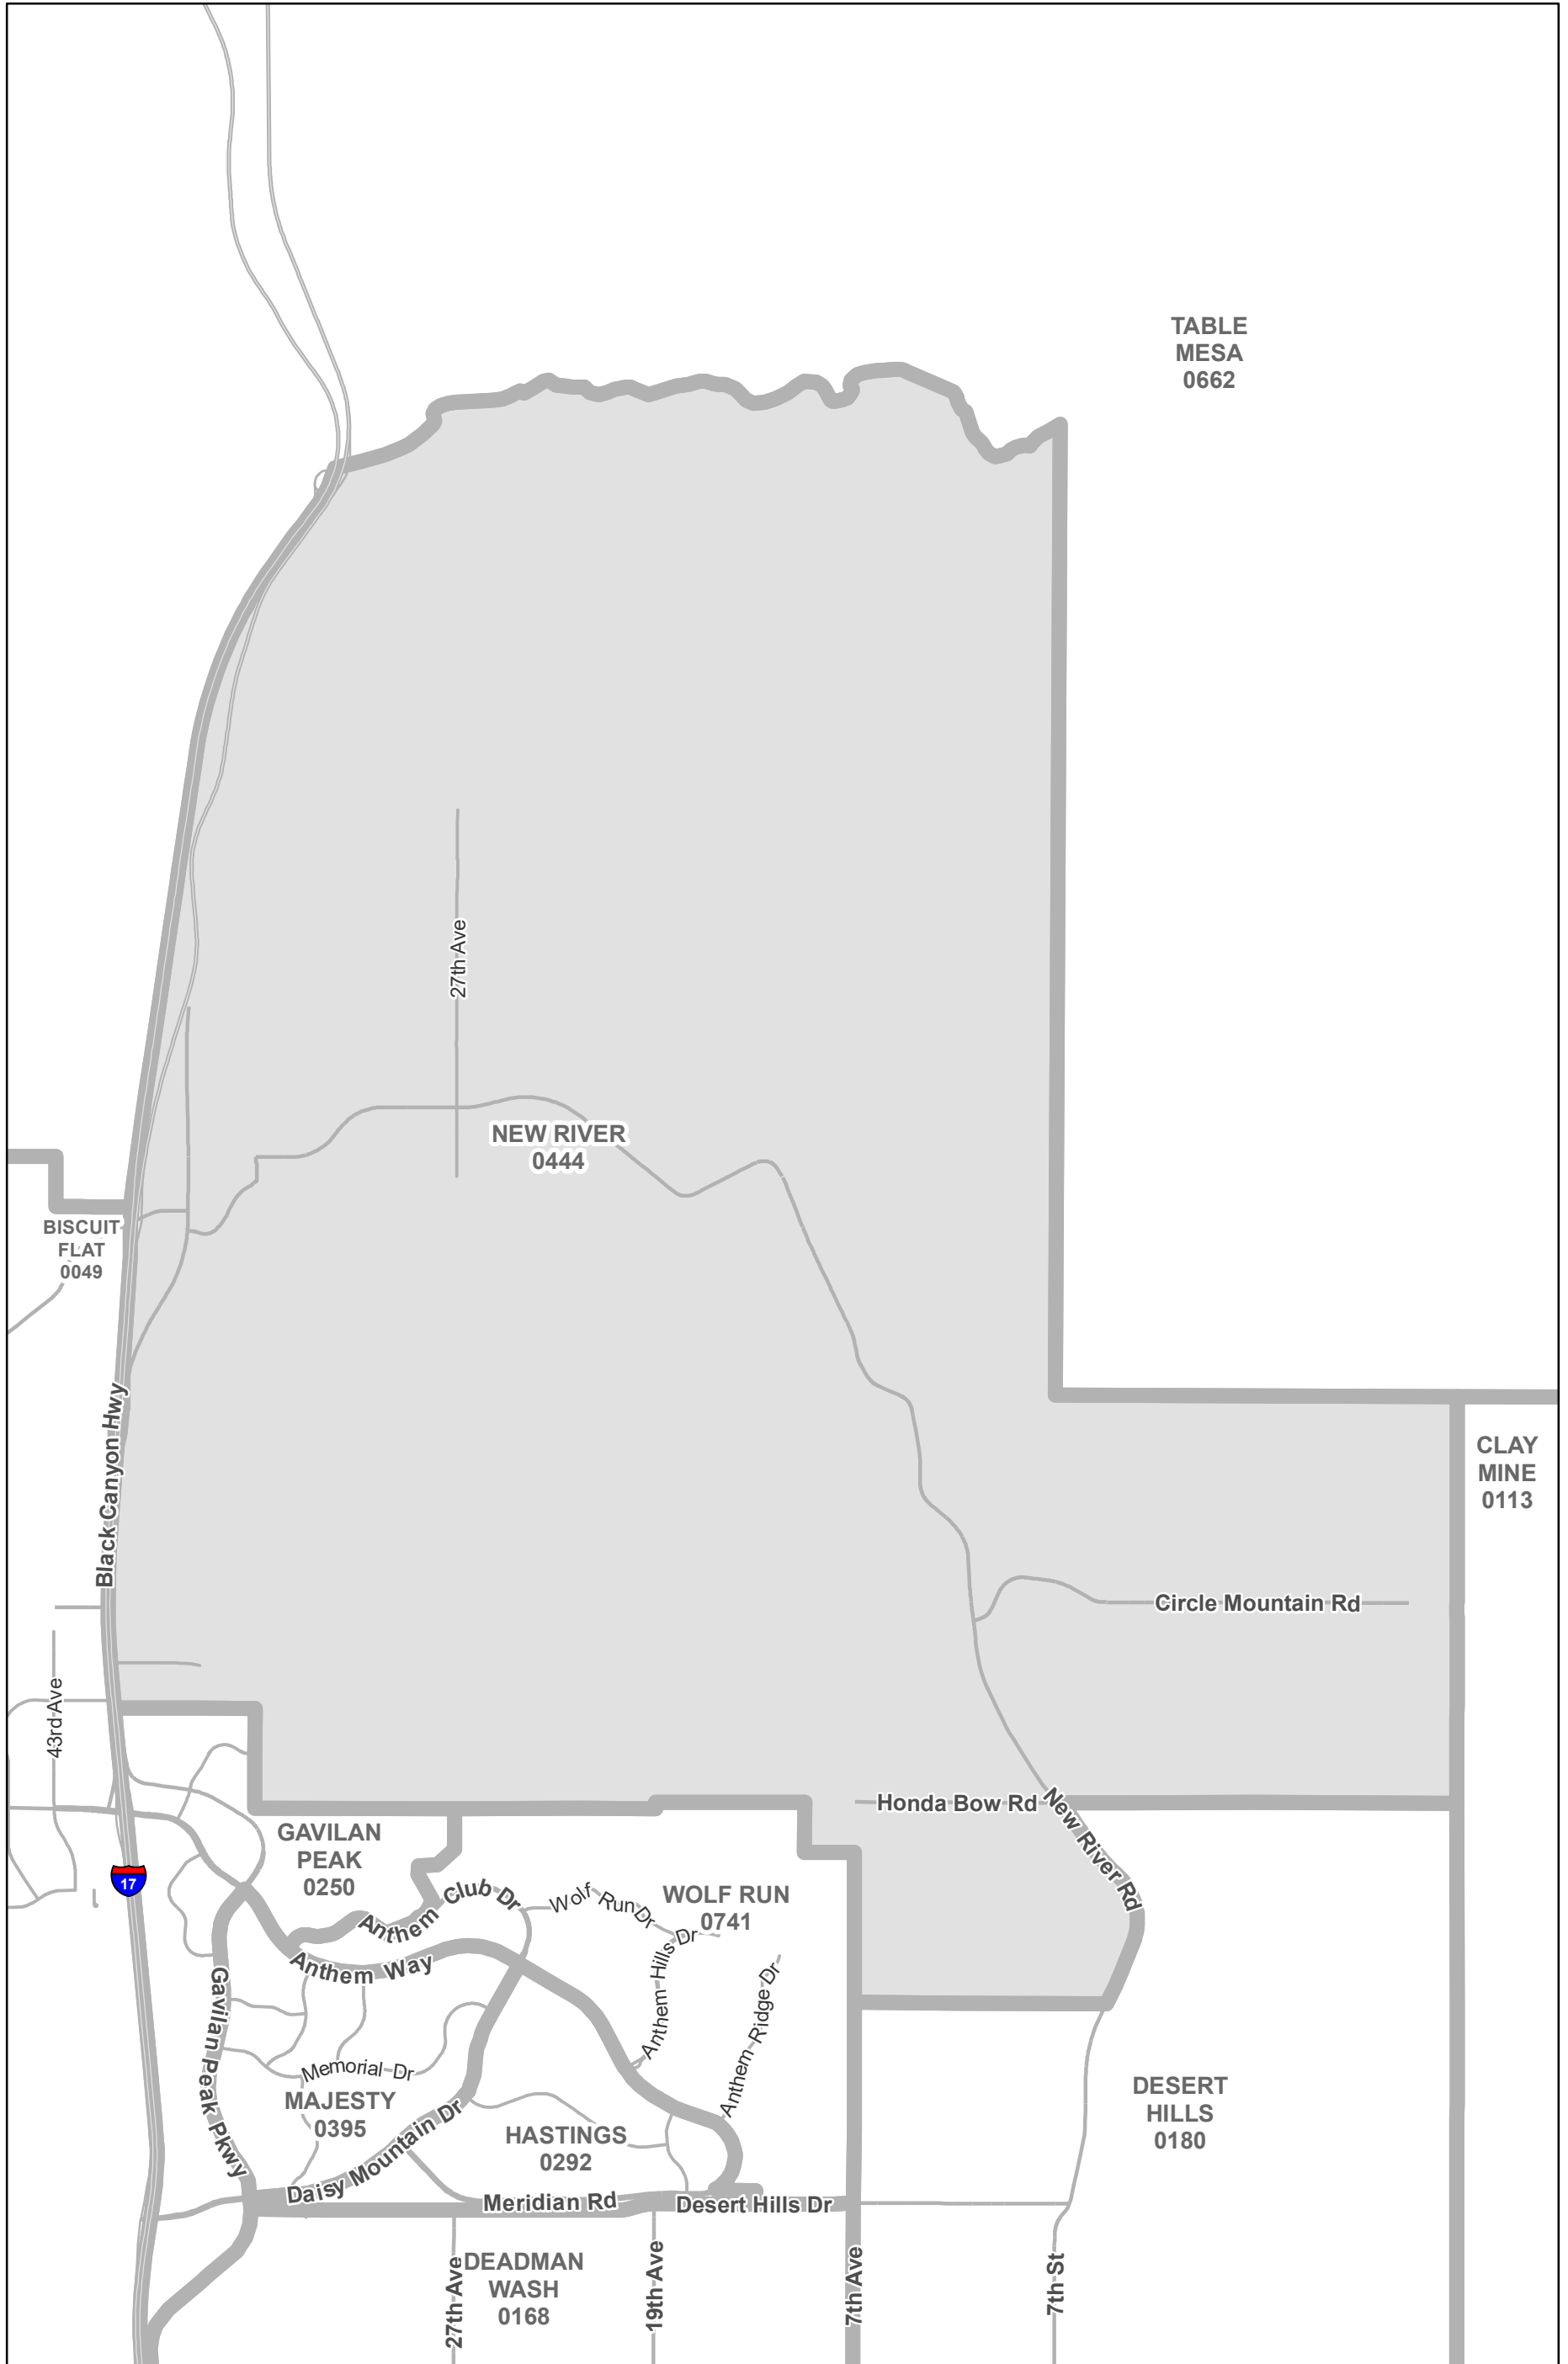 TABLE
MESA
0662
27th Ave
NEW RIVER
0444
BISCUIT
FLAT
0049
Black Canyon Hwy
CLAY
MINE
0113
Circle Mountain Rd
43rd Ave
Honda Bow Rd
New River Rd
GAVILAN
PEAK
0250
17
Anthem Club Dr
Wolf Run Dr
WOLF RUN
0741
Anthem Hills Dr
Anthem Way
Anthem Ridge Dr
Gavilan Peak Pkwy
Memorial Dr
MAJESTY
0395
DESERT
HILLS
0180
HASTINGS
0292
Daisy Mountain Dr
Meridian Rd
Desert Hills Dr
27th Ave
DEADMAN
WASH
0168
19th Ave
7th Ave
7th St